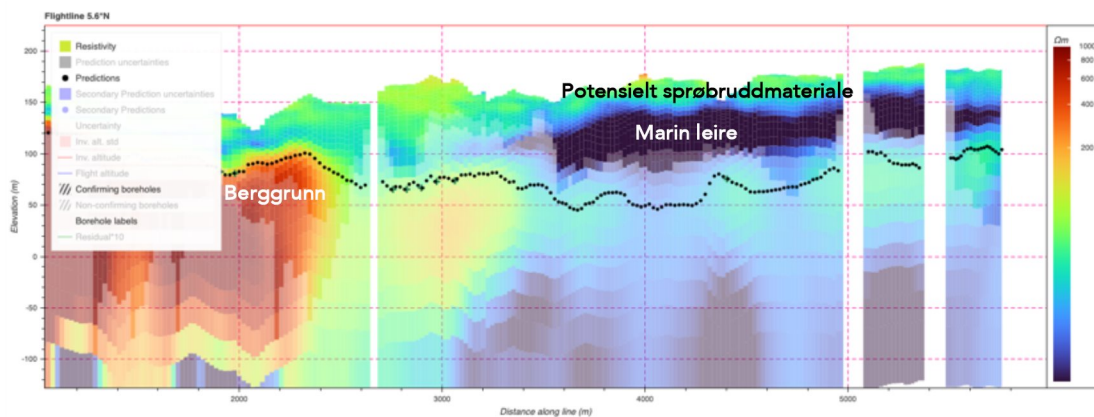 Flightline 5.6°N
Resistivity
Prediction uncertainties
Predictions
Secondary Prediction uncertainties
Secondary Predictions
Uncertainty
Inv. alt. std
Inv. altitude
Flight altitude
Confirming boreholes
Non-confirming boreholes
Borehole labels
Residual*10
Potensielt sprøbruddmateriale
Marin leire
Berggrunn
Elevation (m)
200
150
100
50
0
-50
-100
2000
3000
4000
5000
Distance along line (m)
Ωm
1000
800
600
400
200